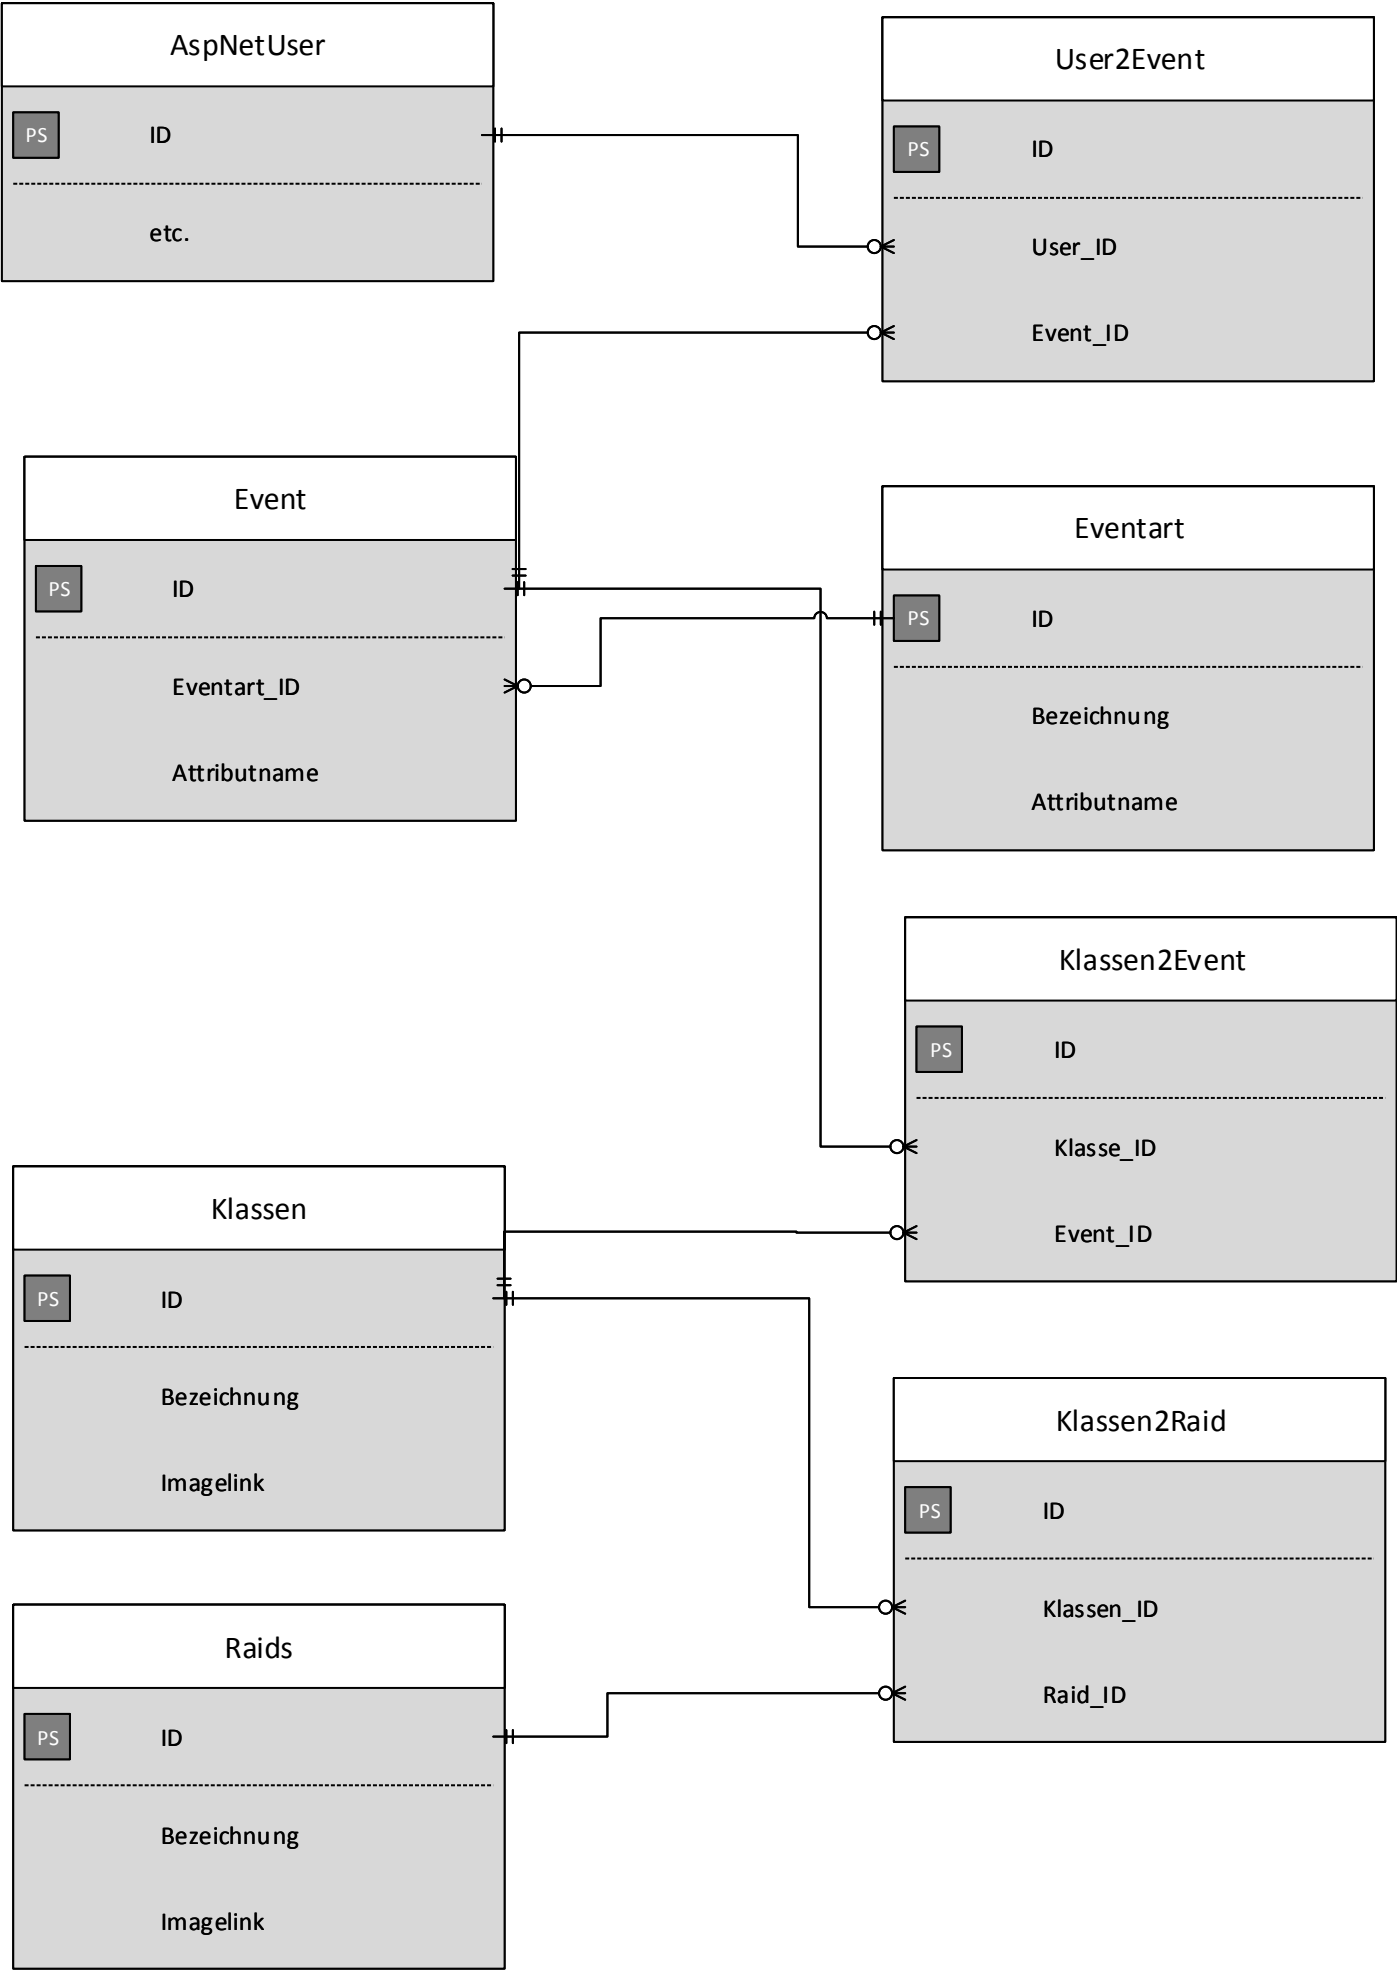 AspNetUser
PS
ID
etc.
User2Event
PS
ID
User_ID
Event_ID
Event
PS
ID
Eventart_ID
Attributname
Eventart
PS
ID
Bezeichnung
Attributname
Klassen2Event
PS
ID
Klasse_ID
Event_ID
Klassen
PS
ID
Bezeichnung
Imagelink
Klassen2Raid
PS
ID
Klassen_ID
Raid_ID
Raids
PS
ID
Bezeichnung
Imagelink